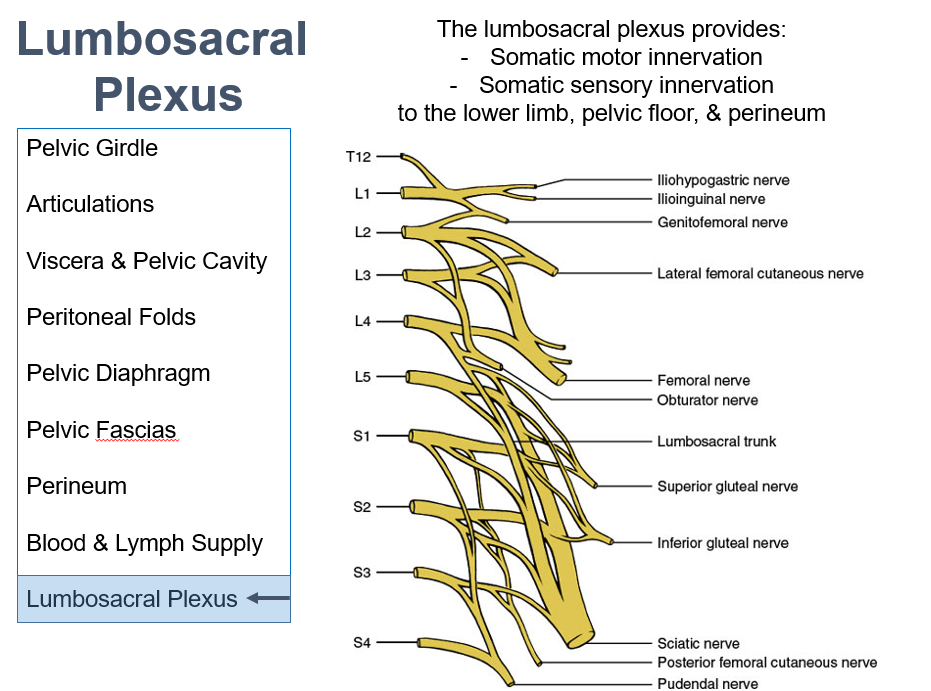 Lumbosacral
Plexus
Pelvic Girdle
Articulations
Viscera & Pelvic Cavity
Peritoneal Folds
Pelvic Diaphragm
Pelvic Fascias
Perineum
Blood & Lymph Supply
Lumbosacral Plexus
The lumbosacral plexus provides:
- Somatic motor innervation
- Somatic sensory innervation
to the lower limb, pelvic floor, & perineum
T12
L1
L2
L3
L4
L5
S1
S2
S3
S4
Iliohypogastric nerve
Ilioinguinal nerve
Genitofemoral nerve
Lateral femoral cutaneous nerve
Femoral nerve
Obturator nerve
Lumbosacral trunk
Superior gluteal nerve
Inferior gluteal nerve
Sciatic nerve
Posterior femoral cutaneous nerve
Pudendal nerve